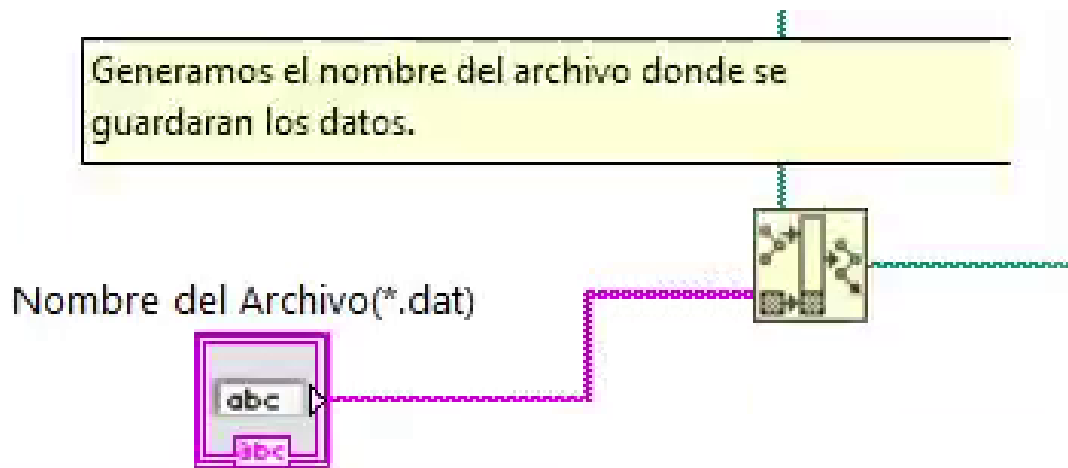 Generamos el nombre del archivo donde se
guardaran los datos.
Nombre del Archivo(*.dat)
abc
abc